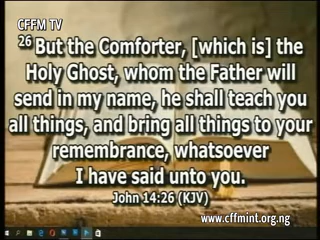 CFFM TV
26 But the Comforter, [which is] the
Holy Ghost, whom the Father will
send in my name, he shall teach you
all things, and bring all things to your
remembrance, whatsoever
I have said unto you.
John 14:26 (KJV)
www.cffmint.org.ng